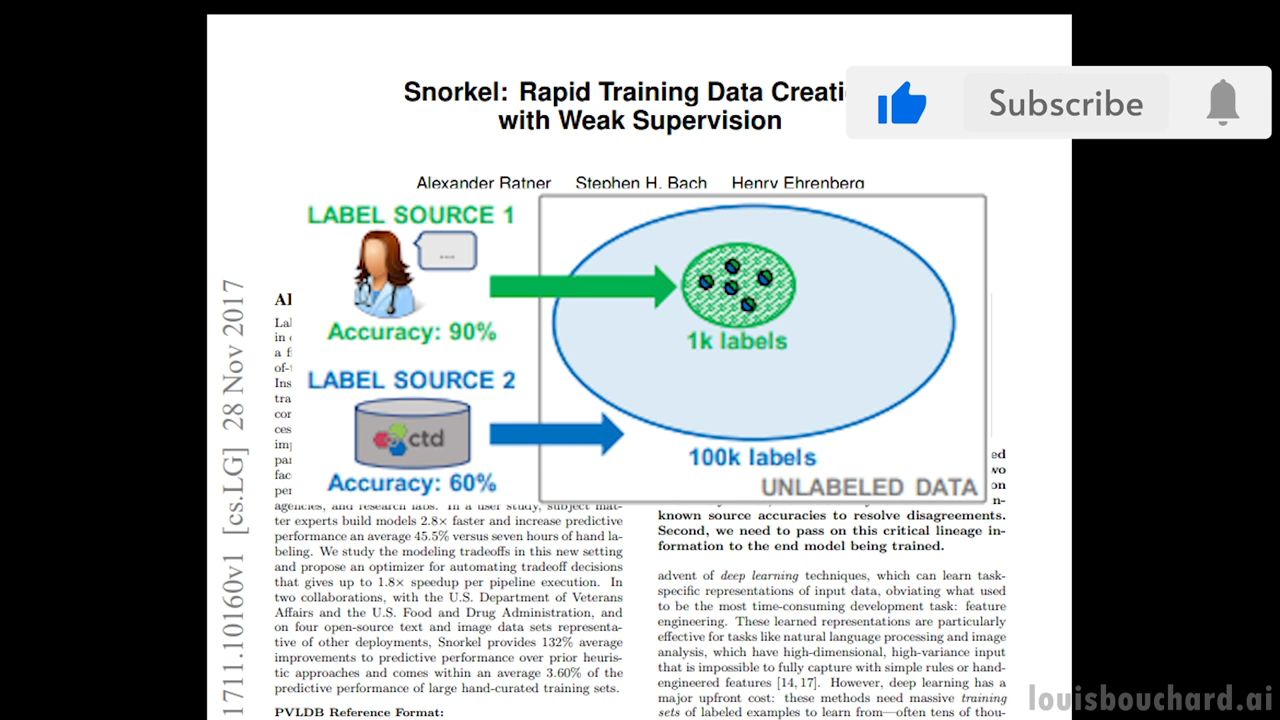 Snorkel: Rapid Training Data Creati
with Weak Supervision
Subscribe
Alexander Ratner Stephen H. Bach Henry Ehrenberg
LABEL SOURCE 1
...
Accuracy: 90%
1k labels
LABEL SOURCE 2
ctd
Accuracy: 60%
100k labels
UNLABELED DATA
1711.10160v1 [cs.LG] 28 Nov 2017
agencies, and research labs. In a user study, subject mat-
ter experts build models 2.8× faster and increase predictive
performance an average 45.5% versus seven hours of hand la-
beling. We study the modeling tradeoffs in this new setting
and propose an optimizer for automating tradeoff decisions
that gives up to 1.8× speedup per pipeline execution. In
two collaborations, with the U.S. Department of Veterans
Affairs and the U.S. Food and Drug Administration, and
on four open-source text and image data sets representa-
tive of other deployments, Snorkel provides 132% average
improvements to predictive performance over prior heuris-
tic approaches and comes within an average 3.60% of the
predictive performance of large hand-curated training sets.
PVLDB Reference Format:
known source accuracies to resolve disagreements.
Second, we need to pass on this critical lineage in-
formation to the end model being trained.
advent of deep learning techniques, which can learn task-
specific representations of input data, obviating what used
to be the most time-consuming development task: feature
engineering. These learned representations are particularly
effective for tasks like natural language processing and image
analysis, which have high-dimensional, high-variance input
that is impossible to fully capture with simple rules or hand-
engineered features [14,17]. However, deep learning has a
major upfront cost: these methods need massive training
sets of labeled examples to learn from—often tens of thou-
louisbouchard.ai